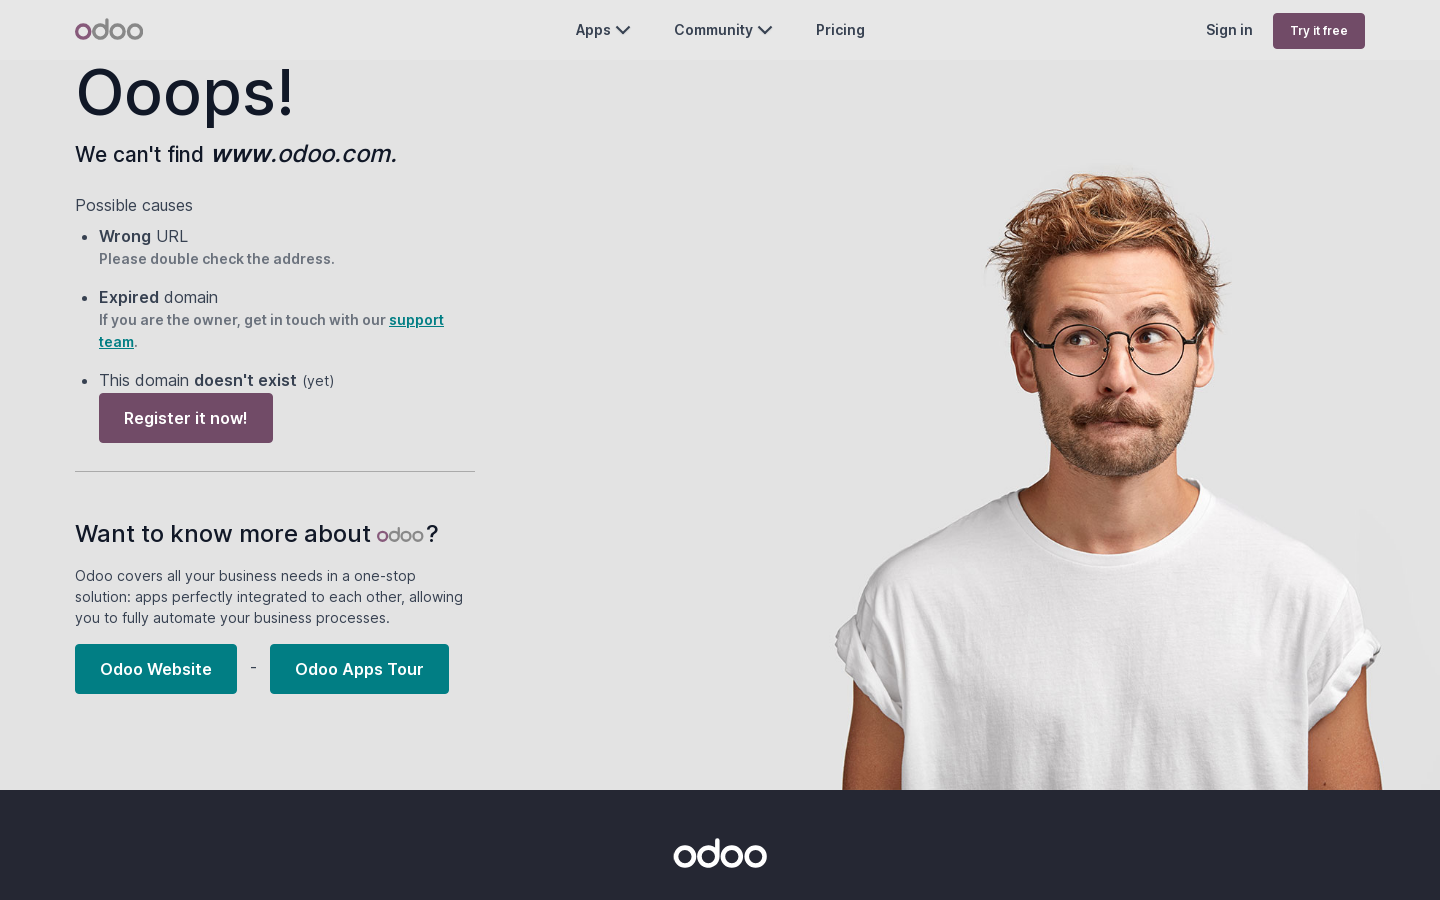 odoo Apps Community Pricing Sign in Try it free
Ooops!
We can't find www.odoo.com.
Possible causes
Wrong URL
Please double check the address.
Expired domain
If you are the owner, get in touch with our support
team.
This domain doesn't exist (yet)
Register it now!
Want to know more about odoo?
Odoo covers all your business needs in a one-stop
solution: apps perfectly integrated to each other, allowing
you to fully automate your business processes.
Odoo Website - Odoo Apps Tour
odoo